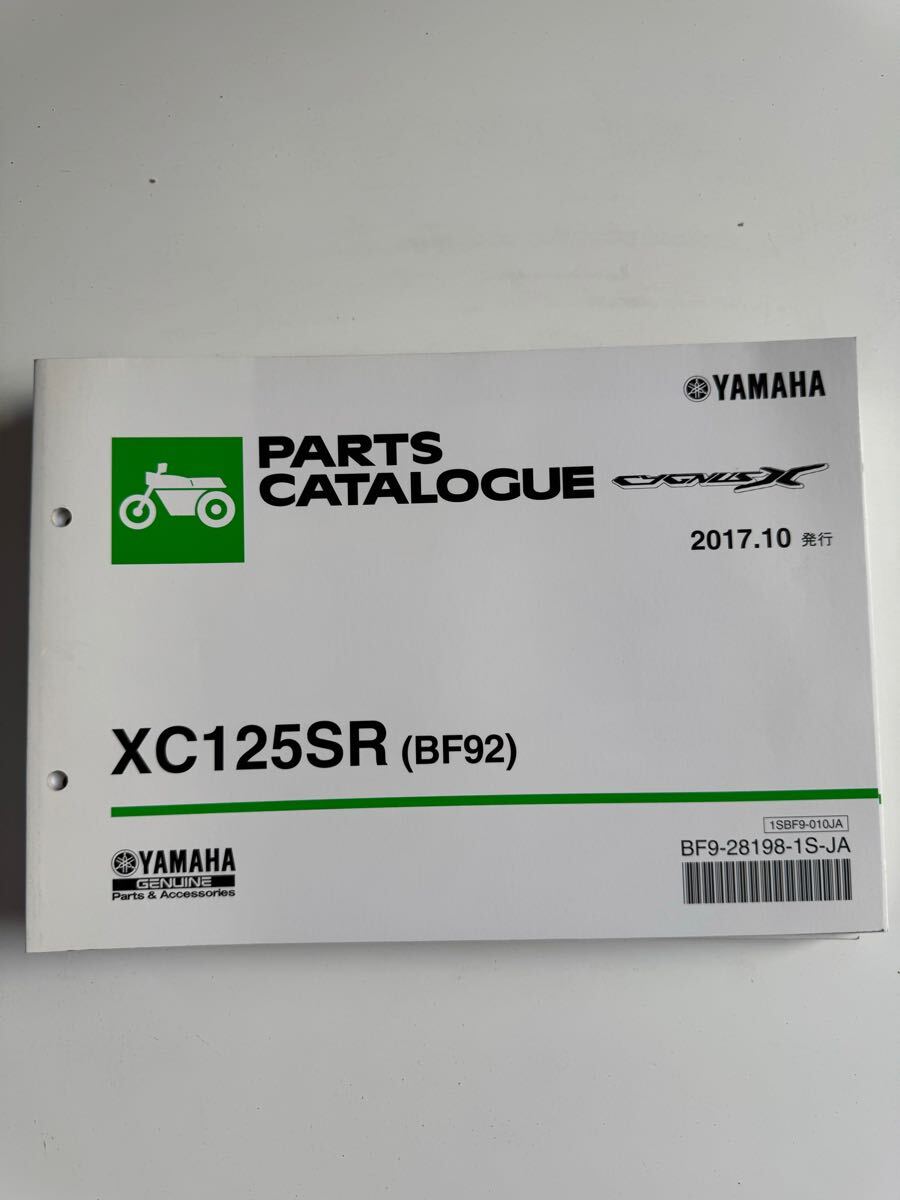 YAMAHA
PARTS
CATALOGUE
CYGNUS X
2017.10 発行
XC125SR (BF92)
1SBF9-010JA
BF9-28198-1S-JA
YAMAHA
GENUINE
Parts & Accessories